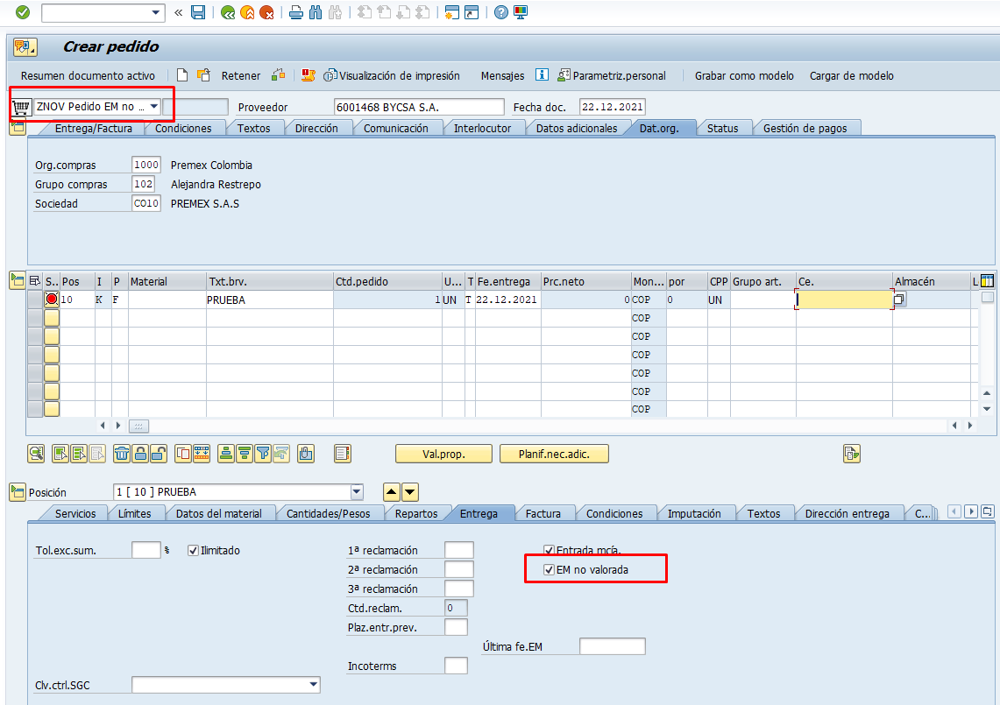 Crear pedido
Resumen documento activo Retener Visualización de impresión Mensajes Parametriz.personal Grabar como modelo Cargar de modelo
ZNOV Pedido EM no ... Proveedor 6001468 BYCSA S.A. Fecha doc. 22.12.2021
Entrega/Factura Condiciones Textos Dirección Comunicación Interlocutor Datos adicionales Dat.org. Status Gestión de pagos
Org.compras 1000 Premex Colombia
Grupo compras 102 Alejandra Restrepo
Sociedad CO10 PREMEX S.A.S
S.. Pos I P Material Txt.brv. Ctd.pedido U... T Fe.entrega Prc.neto Mon... por CPP Grupo art. Ce. Almacén L
10 K F PRUEBA 1 UN T 22.12.2021 0 COP 0 UN
COP
COP
COP
COP
COP
COP
Val.prop. Planif.nec.adic.
Posición 1 [ 10 ] PRUEBA
Servicios Límites Datos del material Cantidades/Pesos Repartos Entrega Factura Condiciones Imputación Textos Dirección entrega C...
Tol.exc.sum. % Ilimitado 1ª reclamación Entrada mcía.
2ª reclamación EM no valorada
3ª reclamación
Ctd.reclam. 0
Plaz.entr.prev.
Última fe.EM
Incoterms
Clv.ctrl.SGC